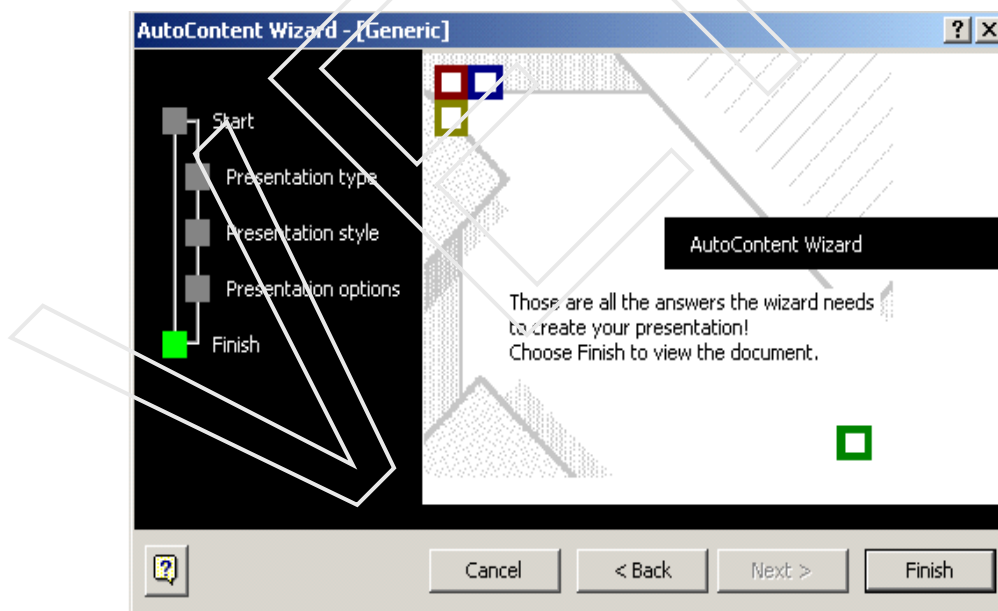 AutoContent Wizard - [Generic]
Start
Presentation type
Presentation style
Presentation options
Finish
AutoContent Wizard
Those are all the answers the wizard needs
to create your presentation!
Choose Finish to view the document.
Cancel
< Back
Next >
Finish